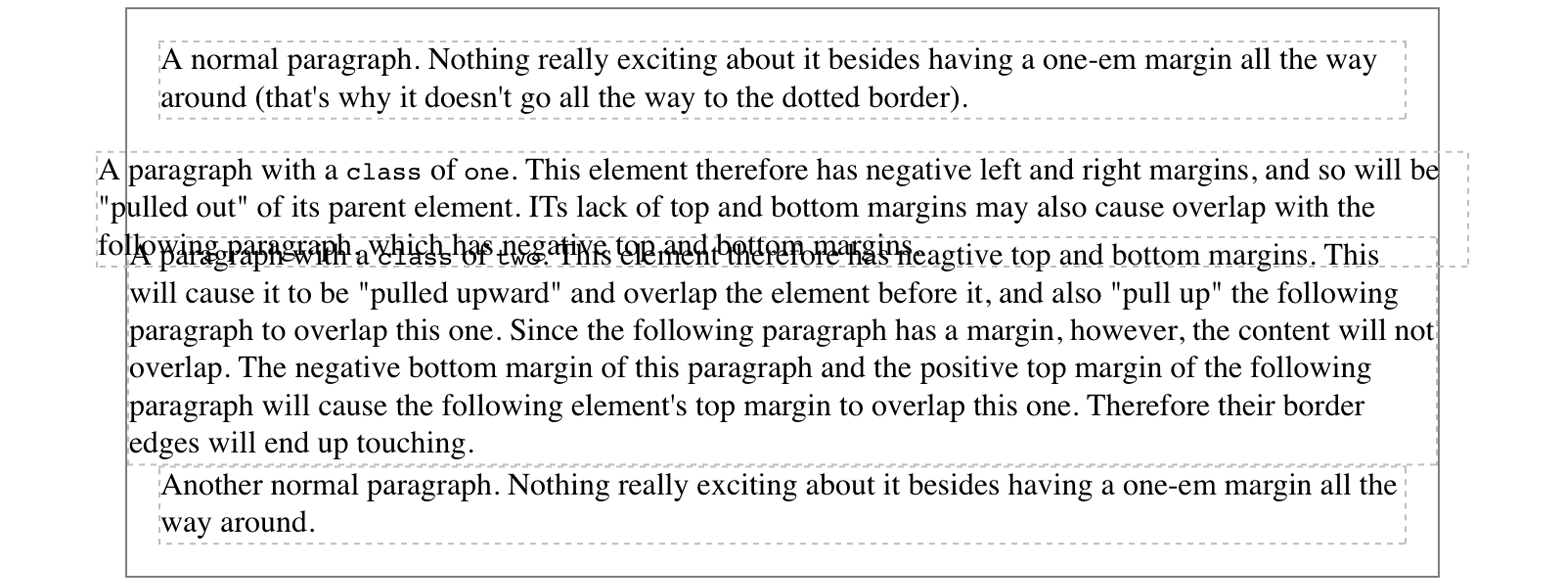 A normal paragraph. Nothing really exciting about it besides having a one-em margin all the way
around (that's why it doesn't go all the way to the dotted border).
A paragraph with a class of one. This element therefore has negative left and right margins, and so will be
"pulled out" of its parent element. ITs lack of top and bottom margins may also cause overlap with the
following paragraph, which has negative top and bottom margins.
A paragraph with a class of two. This element therefore has neagtive top and bottom margins. This
will cause it to be "pulled upward" and overlap the element before it, and also "pull up" the following
paragraph to overlap this one. Since the following paragraph has a margin, however, the content will not
overlap. The negative bottom margin of this paragraph and the positive top margin of the following
paragraph will cause the following element's top margin to overlap this one. Therefore their border
edges will end up touching.
Another normal paragraph. Nothing really exciting about it besides having a one-em margin all the
way around.